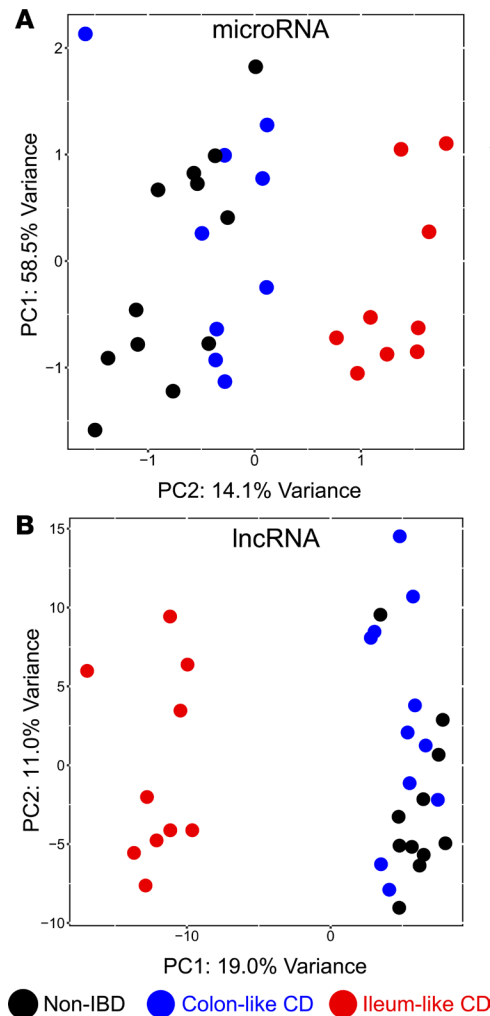 A
microRNA
PC1: 58.5% Variance
2
1
0
−1
−1
0
1
PC2: 14.1% Variance
B
lncRNA
PC2: 11.0% Variance
15
10
5
0
−5
−10
−10
0
PC1: 19.0% Variance
Non-IBD
Colon-like CD
Ileum-like CD